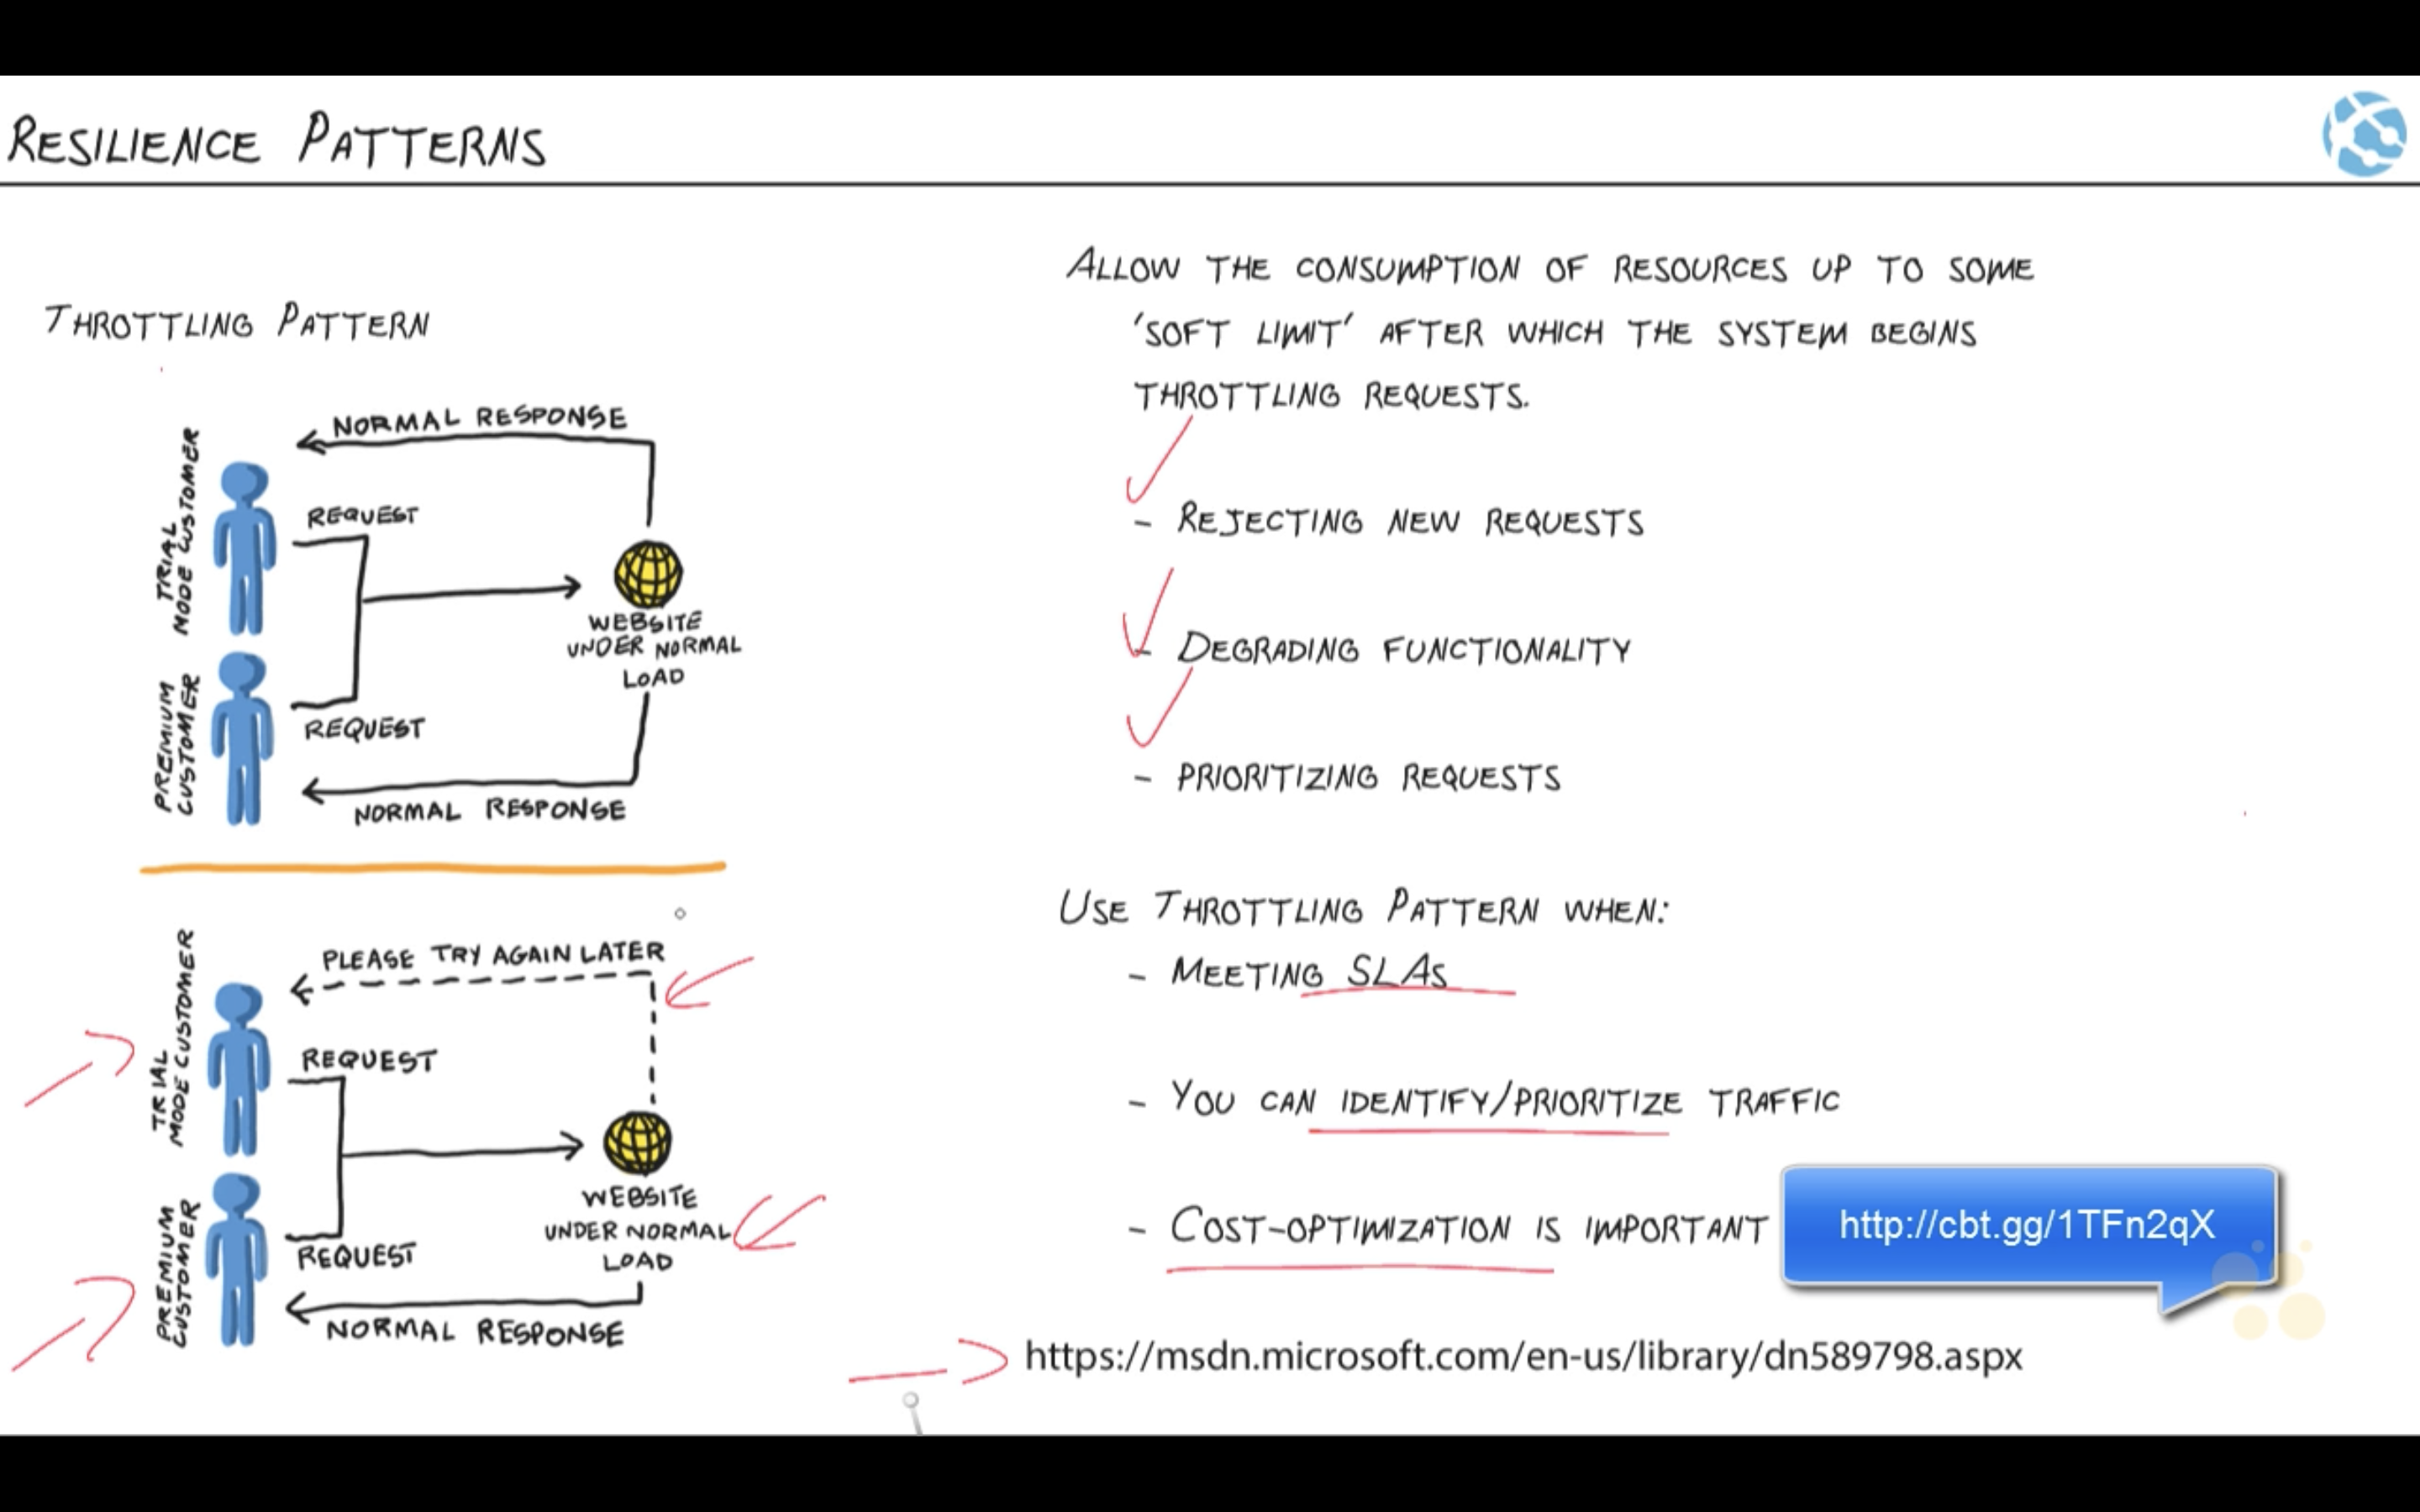 RESILIENCE PATTERNS
THROTTLING PATTERN
NORMAL RESPONSE
TRIAL
MODE CUSTOMER
REQUEST
WEBSITE
UNDER NORMAL
LOAD
PREMIUM
CUSTOMER
REQUEST
NORMAL RESPONSE
PLEASE TRY AGAIN LATER
TRIAL
MODE CUSTOMER
REQUEST
WEBSITE
UNDER NORMAL
LOAD
PREMIUM
CUSTOMER
REQUEST
NORMAL RESPONSE
ALLOW THE CONSUMPTION OF RESOURCES UP TO SOME
'SOFT LIMIT' AFTER WHICH THE SYSTEM BEGINS
THROTTLING REQUESTS.
- REJECTING NEW REQUESTS
- DEGRADING FUNCTIONALITY
- PRIORITIZING REQUESTS
USE THROTTLING PATTERN WHEN:
- MEETING SLAS
- YOU CAN IDENTIFY/PRIORITIZE TRAFFIC
- COST-OPTIMIZATION IS IMPORTANT
http://cbt.gg/1TFn2qX
https://msdn.microsoft.com/en-us/library/dn589798.aspx